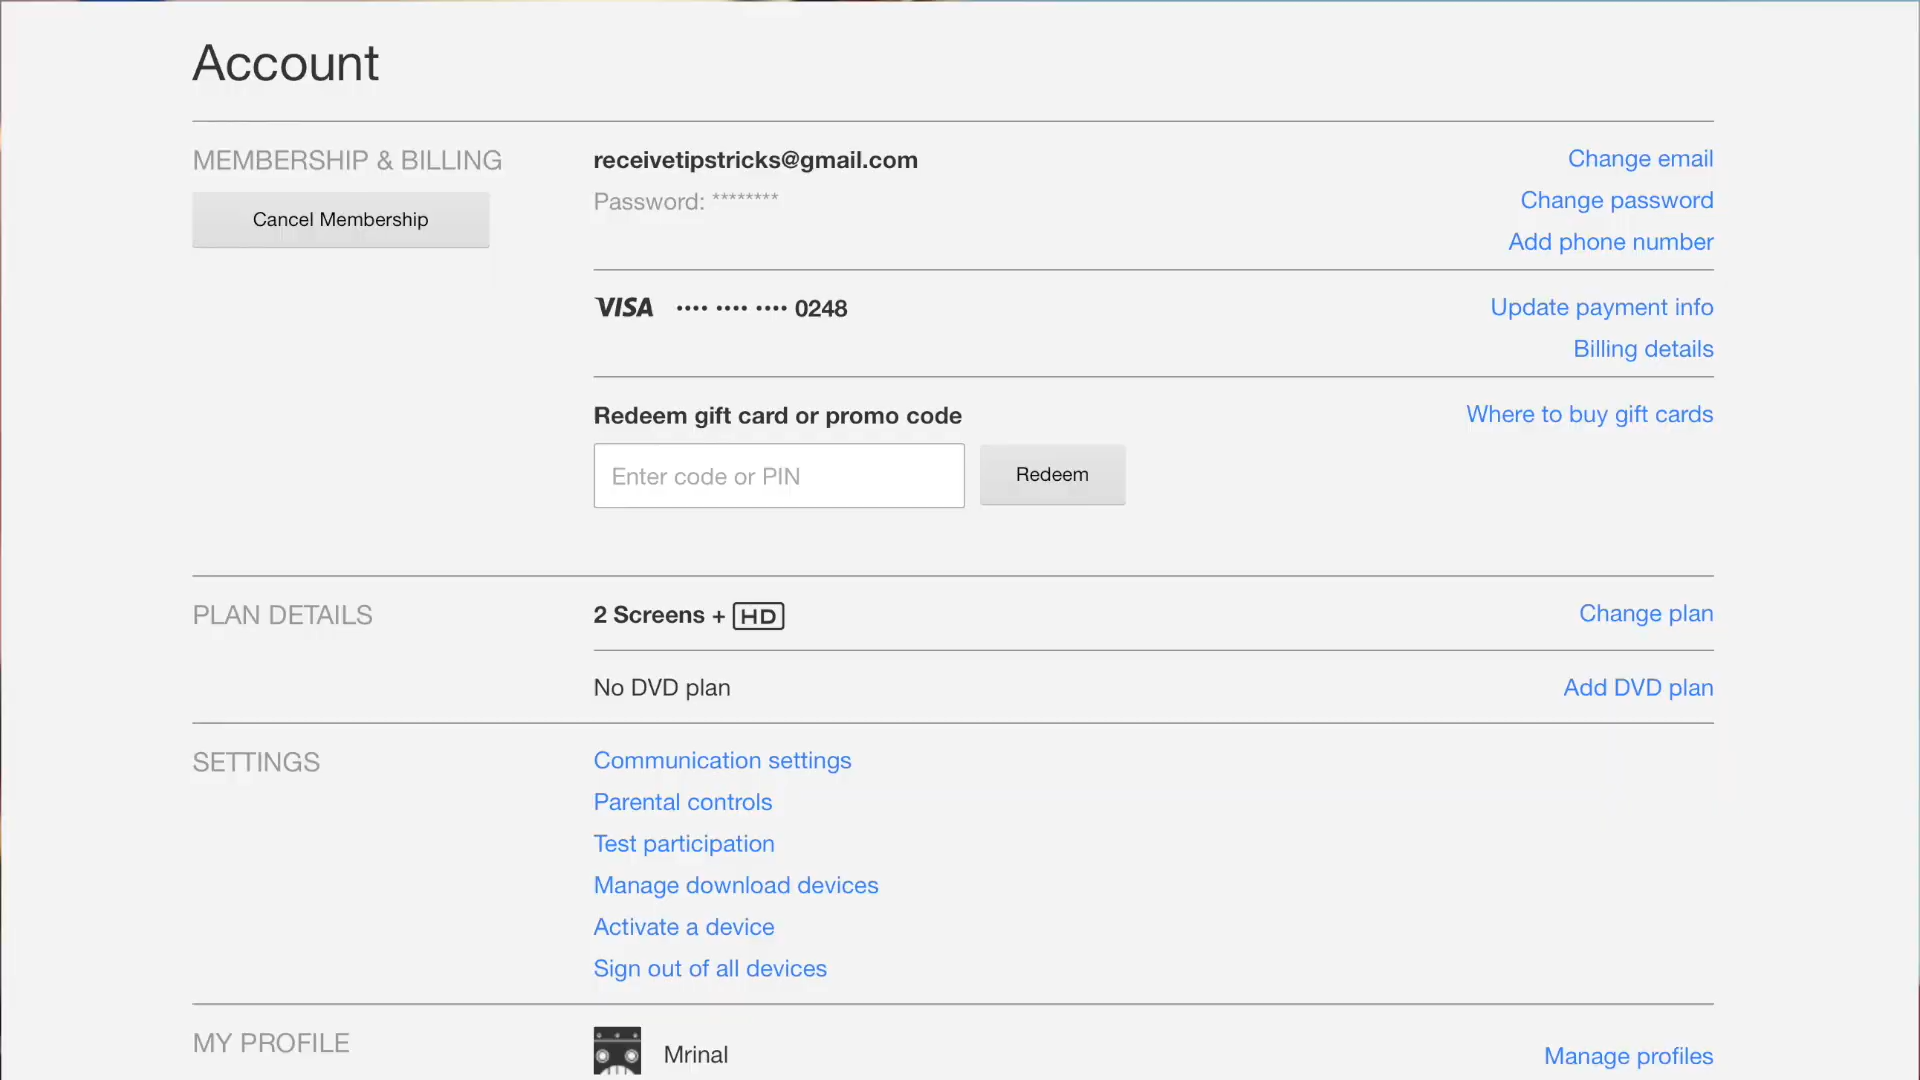 Account
MEMBERSHIP & BILLING
Cancel Membership
receivetipstricks@gmail.com
Password: ********
Change email
Change password
Add phone number
VISA •••• •••• •••• 0248
Update payment info
Billing details
Redeem gift card or promo code
Where to buy gift cards
Enter code or PIN
Redeem
PLAN DETAILS
2 Screens + HD
Change plan
No DVD plan
Add DVD plan
SETTINGS
Communication settings
Parental controls
Test participation
Manage download devices
Activate a device
Sign out of all devices
MY PROFILE
Mrinal
Manage profiles